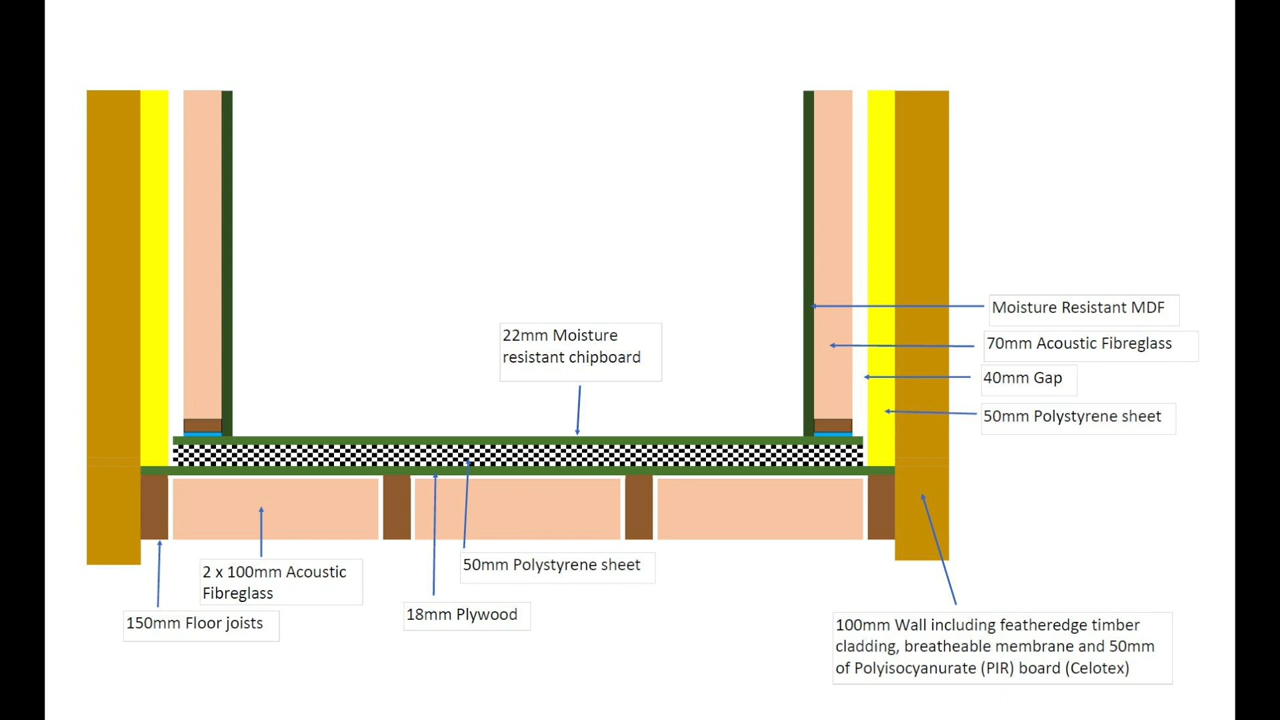 22mm Moisture
resistant chipboard
Moisture Resistant MDF
70mm Acoustic Fibreglass
40mm Gap
50mm Polystyrene sheet
2 x 100mm Acoustic
Fibreglass
50mm Polystyrene sheet
150mm Floor joists
18mm Plywood
100mm Wall including featheredge timber
cladding, breatheable membrane and 50mm
of Polyisocyanurate (PIR) board (Celotex)